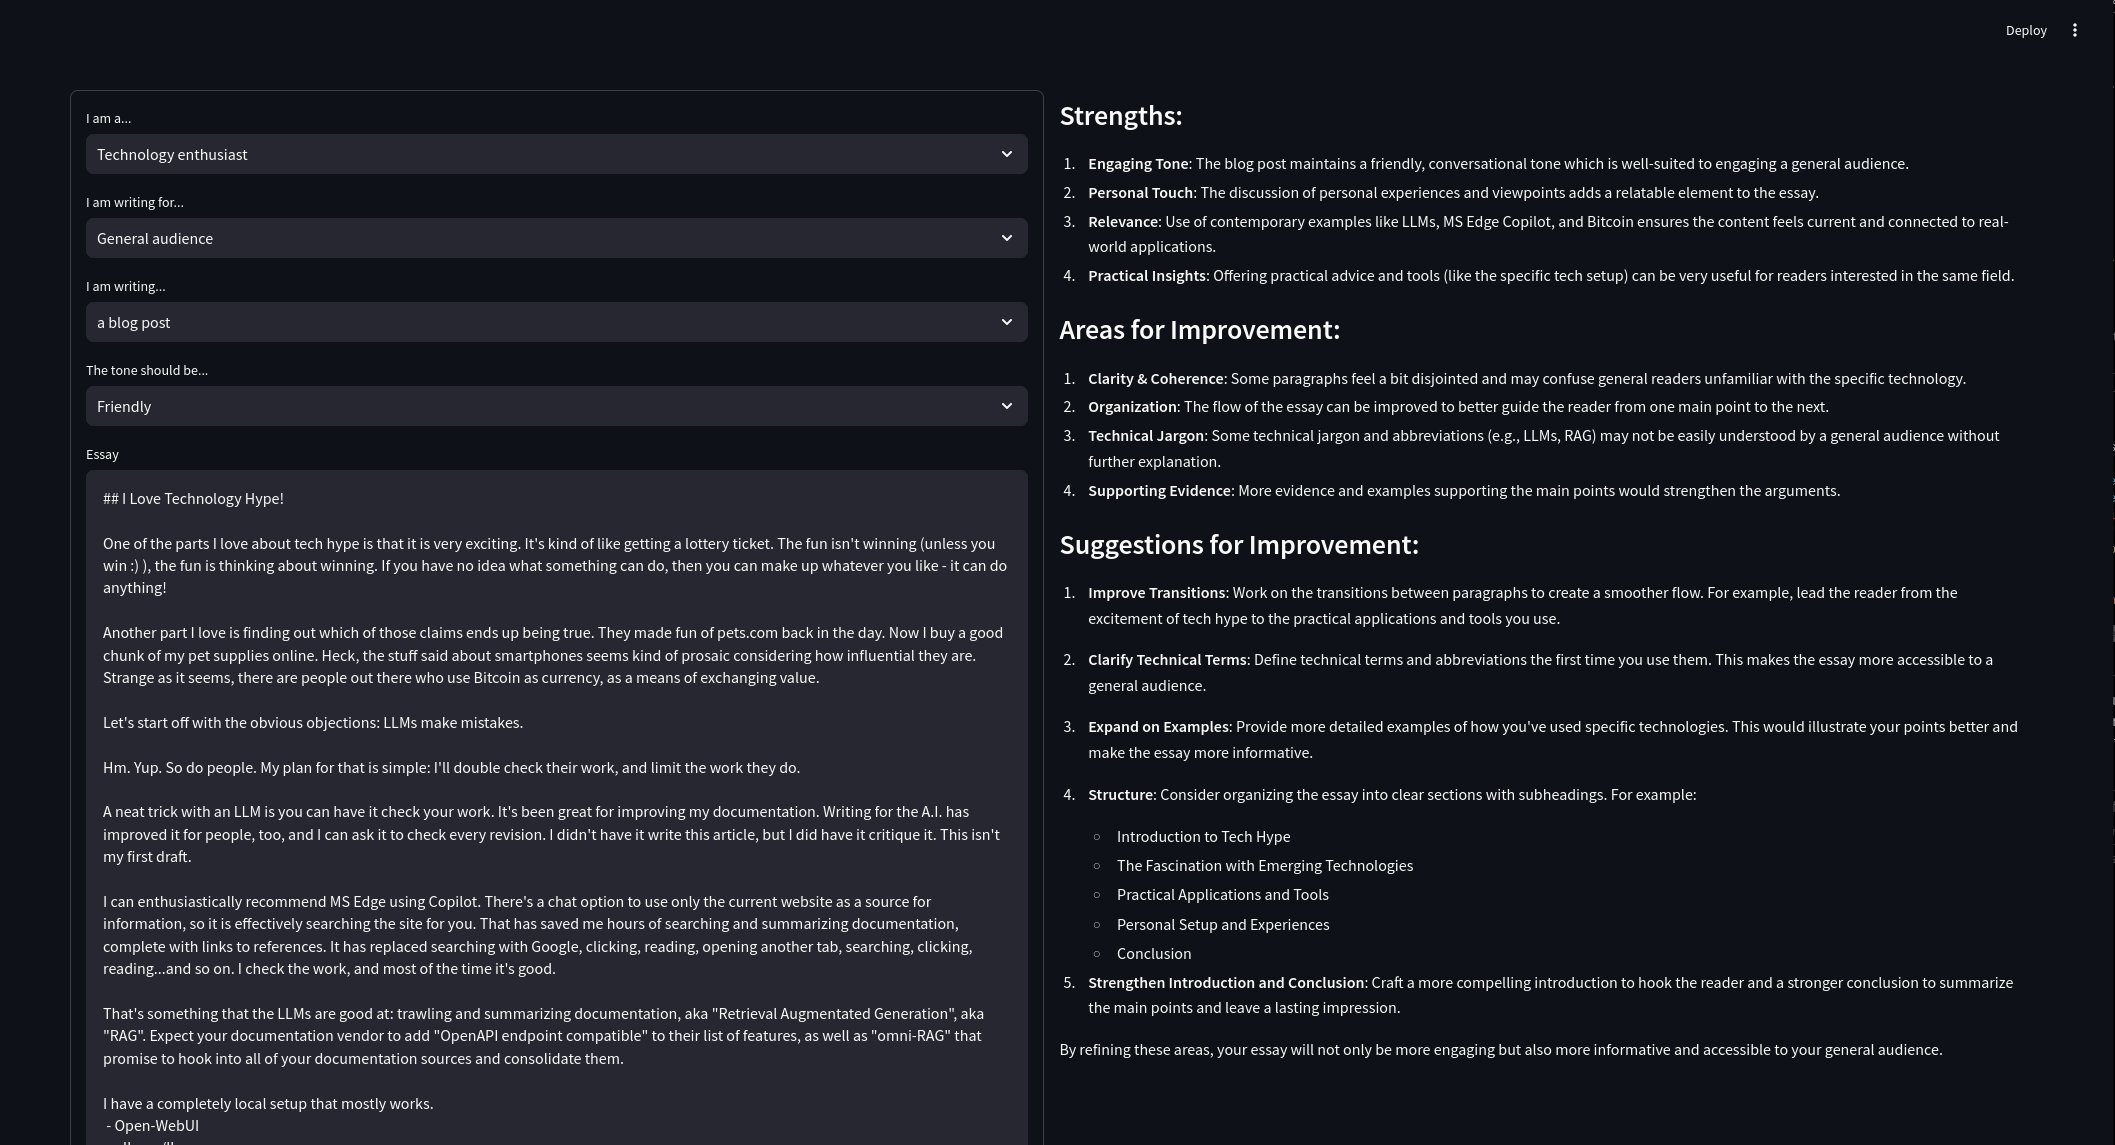 Deploy
I am a...
Technology enthusiast
I am writing for...
General audience
I am writing...
a blog post
The tone should be...
Friendly
Essay
## I Love Technology Hype!
One of the parts I love about tech hype is that it is very exciting. It's kind of like getting a lottery ticket. The fun isn't winning (unless you
win :) ), the fun is thinking about winning. If you have no idea what something can do, then you can make up whatever you like - it can do
anything!
Another part I love is finding out which of those claims ends up being true. They made fun of pets.com back in the day. Now I buy a good
chunk of my pet supplies online. Heck, the stuff said about smartphones seems kind of prosaic considering how influential they are.
Strange as it seems, there are people out there who use Bitcoin as currency, as a means of exchanging value.
Let's start off with the obvious objections: LLMs make mistakes.
Hm. Yup. So do people. My plan for that is simple: I'll double check their work, and limit the work they do.
A neat trick with an LLM is you can have it check your work. It's been great for improving my documentation. Writing for the A.I. has
improved it for people, too, and I can ask it to check every revision. I didn't have it write this article, but I did have it critique it. This isn't
my first draft.
I can enthusiastically recommend MS Edge using Copilot. There's a chat option to use only the current website as a source for
information, so it is effectively searching the site for you. That has saved me hours of searching and summarizing documentation,
complete with links to references. It has replaced searching with Google, clicking, reading, opening another tab, searching, clicking,
reading...and so on. I check the work, and most of the time it's good.
That's something that the LLMs are good at: trawling and summarizing documentation, aka "Retrieval Augmented Generation", aka
"RAG". Expect your documentation vendor to add "OpenAPI endpoint compatible" to their list of features, as well as "omni-RAG" that
promise to hook into all of your documentation sources and consolidate them.
I have a completely local setup that mostly works.
- Open-WebUI
Strengths:
1. Engaging Tone: The blog post maintains a friendly, conversational tone which is well-suited to engaging a general audience.
2. Personal Touch: The discussion of personal experiences and viewpoints adds a relatable element to the essay.
3. Relevance: Use of contemporary examples like LLMs, MS Edge Copilot, and Bitcoin ensures the content feels current and connected to real-
world applications.
4. Practical Insights: Offering practical advice and tools (like the specific tech setup) can be very useful for readers interested in the same field.
Areas for Improvement:
1. Clarity & Coherence: Some paragraphs feel a bit disjointed and may confuse general readers unfamiliar with the specific technology.
2. Organization: The flow of the essay can be improved to better guide the reader from one main point to the next.
3. Technical Jargon: Some technical jargon and abbreviations (e.g., LLMs, RAG) may not be easily understood by a general audience without
further explanation.
4. Supporting Evidence: More evidence and examples supporting the main points would strengthen the arguments.
Suggestions for Improvement:
1. Improve Transitions: Work on the transitions between paragraphs to create a smoother flow. For example, lead the reader from the
excitement of tech hype to the practical applications and tools you use.
2. Clarify Technical Terms: Define technical terms and abbreviations the first time you use them. This makes the essay more accessible to a
general audience.
3. Expand on Examples: Provide more detailed examples of how you've used specific technologies. This would illustrate your points better and
make the essay more informative.
4. Structure: Consider organizing the essay into clear sections with subheadings. For example:
Introduction to Tech Hype
The Fascination with Emerging Technologies
Practical Applications and Tools
Personal Setup and Experiences
Conclusion
5. Strengthen Introduction and Conclusion: Craft a more compelling introduction to hook the reader and a stronger conclusion to summarize
the main points and leave a lasting impression.
By refining these areas, your essay will not only be more engaging but also more informative and accessible to your general audience.